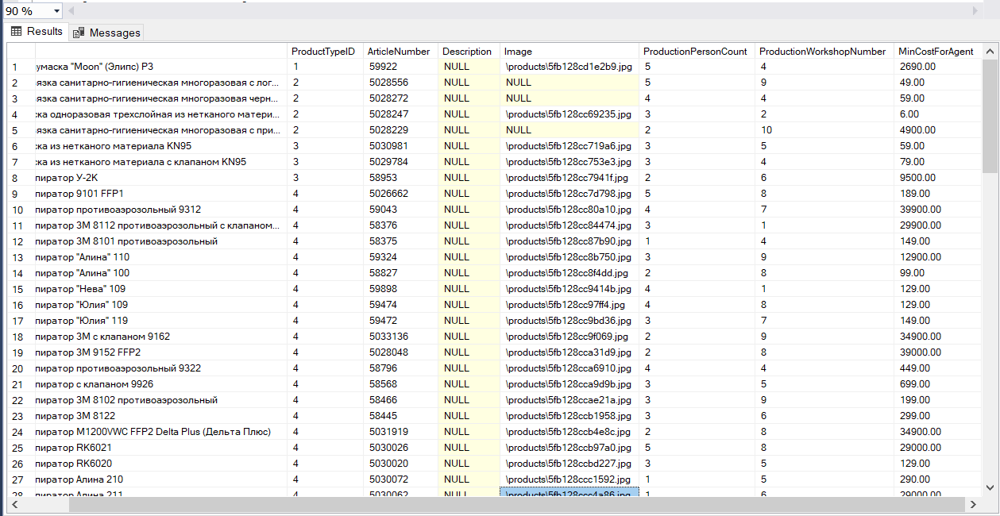 90 %
Results Messages
ProductTypeID ArticleNumber Description Image ProductionPersonCount ProductionWorkshopNumber MinCostForAgent
1 умаска "Moon" (Элипс) Р3 1 59922 NULL \products\5fb128cd1e2b9.jpg 5 4 2690.00
2 язка санитарно-гигиеническая многоразовая с лог... 2 5028556 NULL NULL 5 9 49.00
3 язка санитарно-гигиеническая многоразовая черн... 2 5028272 NULL NULL 4 4 59.00
4 ка одноразовая трехслойная из нетканого матери... 2 5028247 NULL \products\5fb128cc69235.jpg 3 2 6.00
5 язка санитарно-гигиеническая многоразовая с при... 2 5028229 NULL NULL 2 10 4900.00
6 ка из нетканого материала KN95 3 5030981 NULL \products\5fb128cc719a6.jpg 3 5 59.00
7 ка из нетканого материала с клапаном KN95 3 5029784 NULL \products\5fb128cc753e3.jpg 3 4 79.00
8 пиратор У-2К 3 58953 NULL \products\5fb128cc7941f.jpg 2 6 9500.00
9 пиратор 9101 FFP1 4 5026662 NULL \products\5fb128cc7d798.jpg 5 8 189.00
10 пиратор противоаэрозольный 9312 4 59043 NULL \products\5fb128cc80a10.jpg 4 7 39900.00
11 пиратор 3М 8112 противоаэрозольный с клапаном... 4 58376 NULL \products\5fb128cc84474.jpg 3 1 29900.00
12 пиратор 3М 8101 противоаэрозольный 4 58375 NULL \products\5fb128cc87b90.jpg 1 4 149.00
13 пиратор "Алина" 110 4 59324 NULL \products\5fb128cc8b750.jpg 3 9 12900.00
14 пиратор "Алина" 100 4 58827 NULL \products\5fb128cc8f4dd.jpg 2 8 99.00
15 пиратор "Нева" 109 4 59898 NULL \products\5fb128cc9414b.jpg 4 1 129.00
16 пиратор "Юлия" 109 4 59474 NULL \products\5fb128cc97ff4.jpg 4 8 129.00
17 пиратор "Юлия" 119 4 59472 NULL \products\5fb128cc9bd36.jpg 3 7 149.00
18 пиратор 3М с клапаном 9162 4 5033136 NULL \products\5fb128cc9f069.jpg 2 9 34900.00
19 пиратор 3М 9152 FFP2 4 5028048 NULL \products\5fb128cca31d9.jpg 2 8 39000.00
20 пиратор противоаэрозольный 9322 4 58796 NULL \products\5fb128cca6910.jpg 4 4 449.00
21 пиратор с клапаном 9926 4 58568 NULL \products\5fb128cca9d9b.jpg 3 5 699.00
22 пиратор 3М 8102 противоаэрозольный 4 58466 NULL \products\5fb128ccae21a.jpg 3 9 199.00
23 пиратор 3М 8122 4 58445 NULL \products\5fb128ccb1958.jpg 3 6 299.00
24 пиратор M1200VWC FFP2 Delta Plus (Дельта Плюс) 4 5031919 NULL \products\5fb128ccb4e8c.jpg 2 8 34900.00
25 пиратор RK6021 4 5030026 NULL \products\5fb128ccb97a0.jpg 5 8 29000.00
26 пиратор RK6020 4 5030020 NULL \products\5fb128ccbd227.jpg 3 5 129.00
27 пиратор Алина 210 4 5030072 NULL \products\5fb128ccc1592.jpg 1 5 290.00
28 пиратор Алина 211 4 5030062 NULL \products\5fb128ccc4a86.jpg 1 6 29000.00